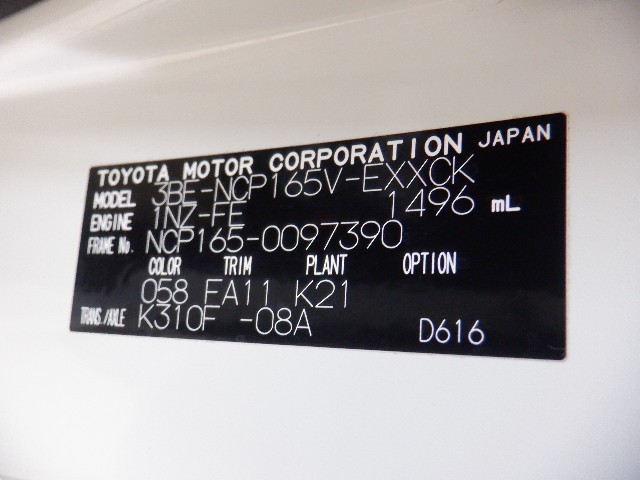 TOYOTA MOTOR CORPORATION JAPAN
MODEL 3BE-NCP165V-EXXCK
ENGINE 1NZ-FE 1496 mL
FRAME No. NCP165-0097390
COLOR TRIM PLANT OPTION
058 EA11 K21
TRANS./AXLE K310F -08A D616